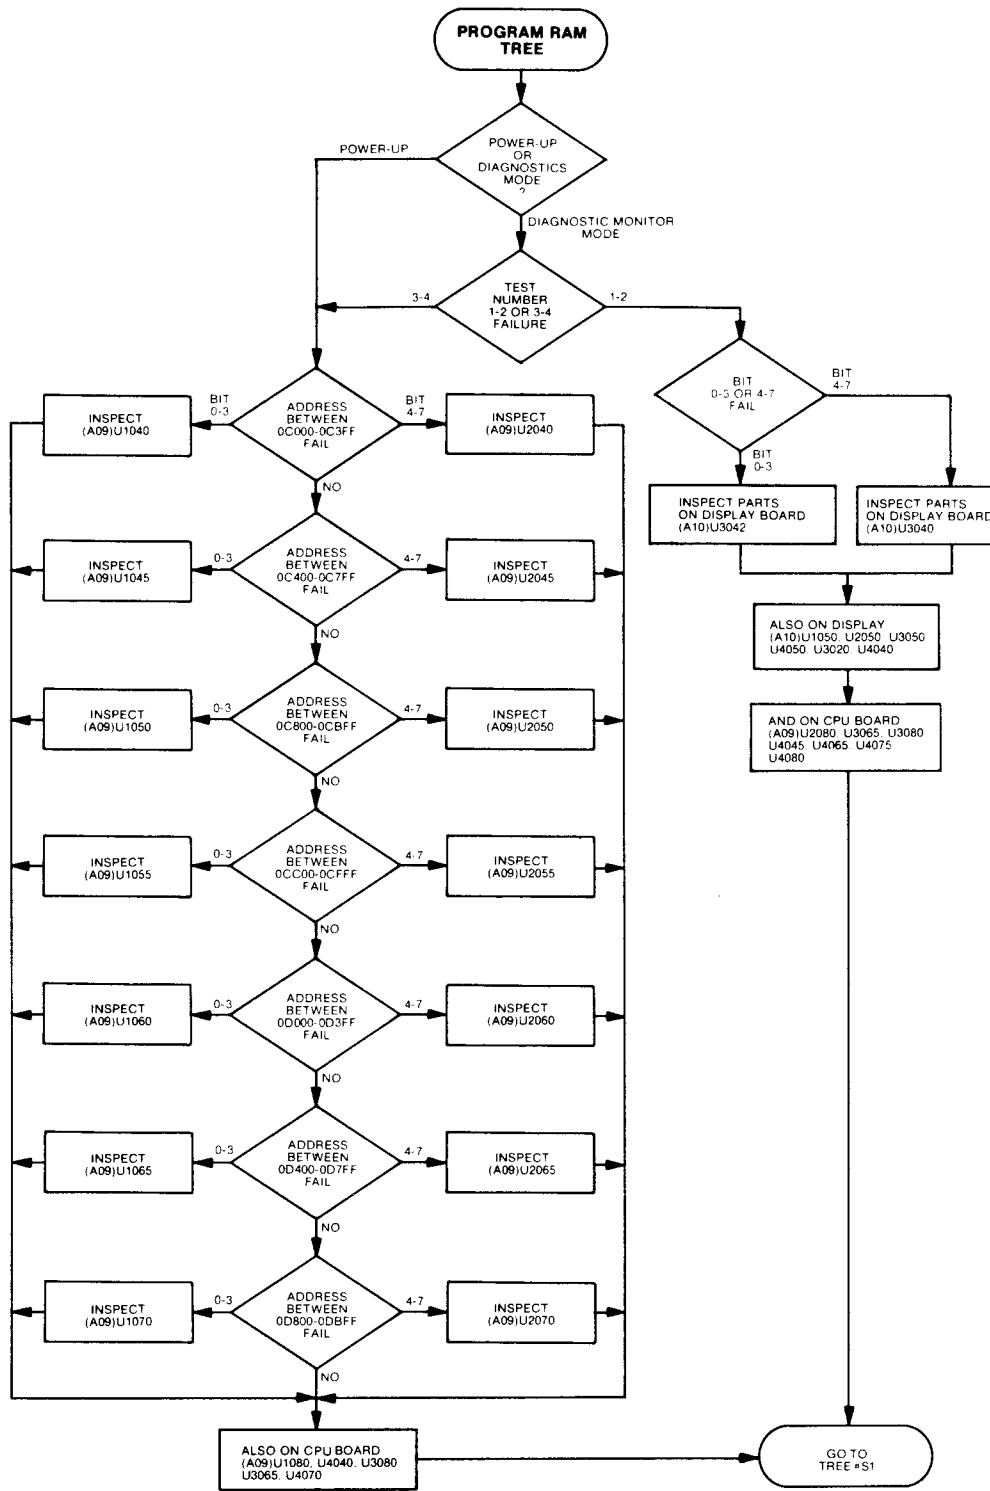 PROGRAM RAM
TREE
POWER-UP
POWER-UP
OR
DIAGNOSTICS
MODE
?
DIAGNOSTIC MONITOR
MODE
3-4
TEST
NUMBER
1-2 OR 3-4
FAILURE
1-2
BIT
OR 4-7
FAIL
BIT
4-7
BIT
0-3
INSPECT PARTS
ON DISPLAY BOARD
(A10)U3042
INSPECT PARTS
ON DISPLAY BOARD
(A10)U3040
ALSO ON DISPLAY
(A10)U1050, U2050, U3050
U4050, U3020, U4040
AND ON CPU BOARD
(A09)U2080, U3065, U3080
U4045, U4065, U4075
U4080
INSPECT
(A09)U1040
BIT
0-3
ADDRESS
BETWEEN
0C000-0C3FF
FAIL
BIT
4-7
INSPECT
(A09)U2040
NO
INSPECT
(A09)U1045
0-3
ADDRESS
BETWEEN
0C400-0C7FF
FAIL
4-7
INSPECT
(A09)U2045
NO
INSPECT
(A09)U1050
0-3
ADDRESS
BETWEEN
0C800-0CBFF
FAIL
4-7
INSPECT
(A09)U2050
NO
INSPECT
(A09)U1055
0-3
ADDRESS
BETWEEN
0CC00-0CFFF
FAIL
4-7
INSPECT
(A09)U2055
NO
INSPECT
(A09)U1060
0-3
ADDRESS
BETWEEN
0D000-0D3FF
FAIL
4-7
INSPECT
(A09)U2060
NO
INSPECT
(A09)U1065
0-3
ADDRESS
BETWEEN
0D400-0D7FF
FAIL
4-7
INSPECT
(A09)U2065
NO
INSPECT
(A09)U1070
0-3
ADDRESS
BETWEEN
0D800-0DBFF
FAIL
4-7
INSPECT
(A09)U2070
NO
ALSO ON CPU BOARD
(A09)U1080, U4040, U3080
U3065, U4070
GO TO
TREE #S1